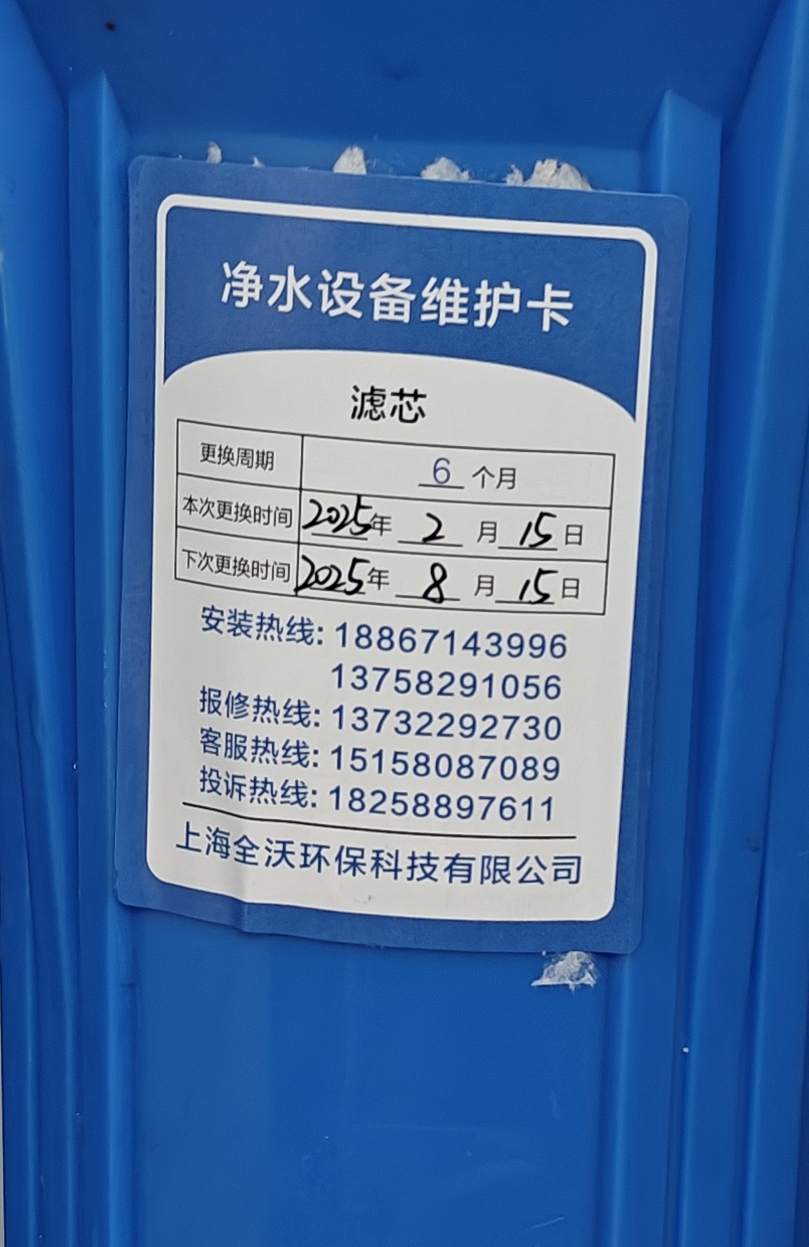 净水设备维护卡
滤芯
更换周期 6 个月
本次更换时间 2025年 2 月 15 日
下次更换时间 2025年 8 月 15 日
安装热线: 18867143996
13758291056
报修热线: 13732292730
客服热线: 15158087089
投诉热线: 18258897611
上海全沃环保科技有限公司